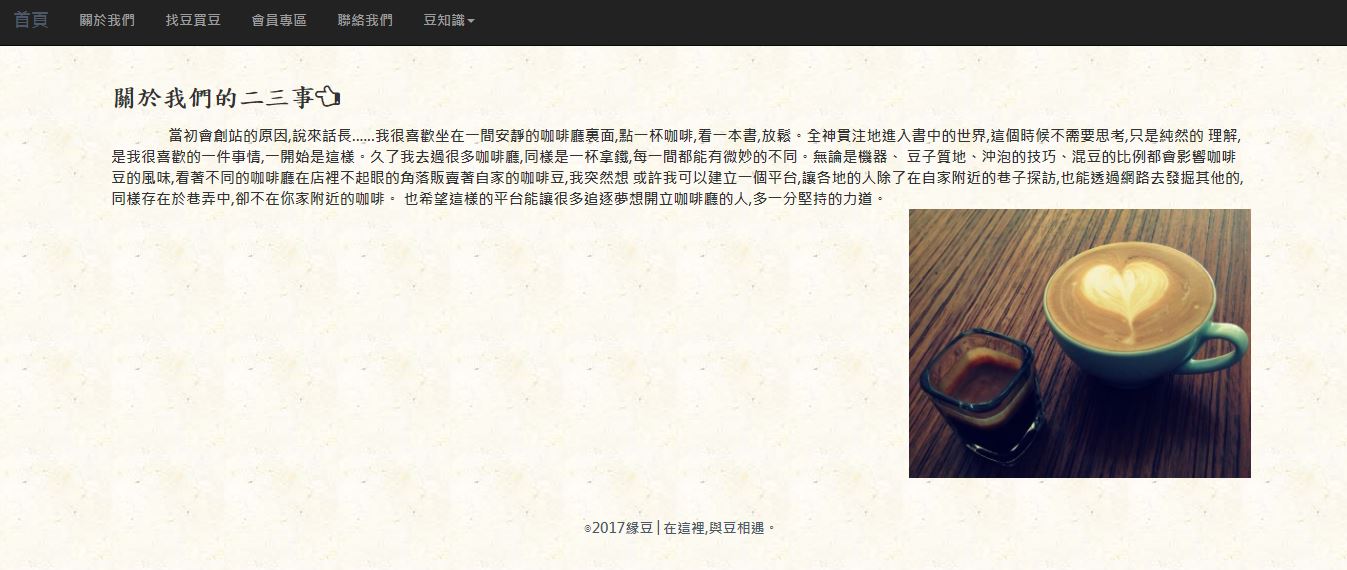 首頁 關於我們 找豆買豆 會員專區 聯絡我們 豆知識
關於我們的二三事
當初會創站的原因,說來話長......我很喜歡坐在一間安靜的咖啡廳裏面,點一杯咖啡,看一本書,放鬆。全神貫注地進入書中的世界,這個時候不需要思考,只是純然的 理解,
是我很喜歡的一件事情,一開始是這樣。久了我去過很多咖啡廳,同樣是一杯拿鐵,每一間都能有微妙的不同。無論是機器、 豆子質地、沖泡的技巧、混豆的比例都會影響咖啡
豆的風味,看著不同的咖啡廳在店裡不起眼的角落販賣著自家的咖啡豆,我突然想 或許我可以建立一個平台,讓各地的人除了在自家附近的巷子探訪,也能透過網路去發掘其他的,
同樣存在於巷弄中,卻不在你家附近的咖啡。 也希望這樣的平台能讓很多追逐夢想開立咖啡廳的人,多一分堅持的力道。
©2017緣豆 | 在這裡,與豆相遇。